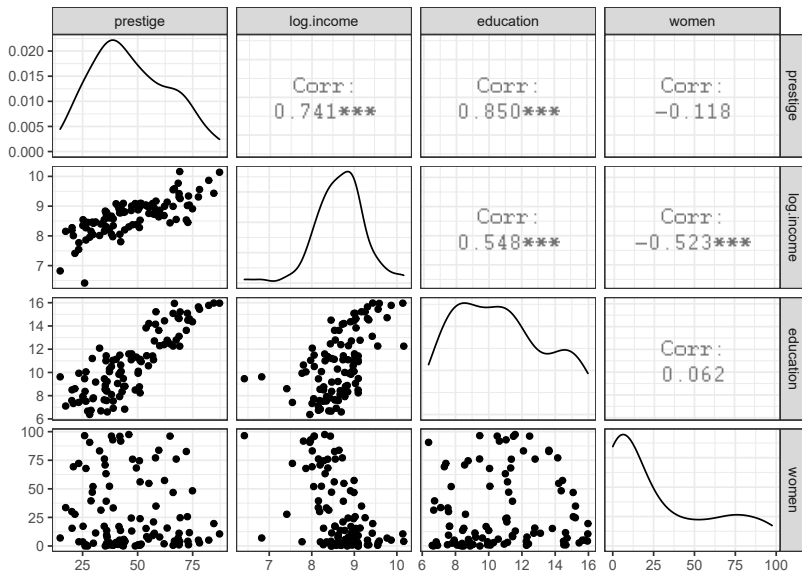 prestige log.income education women
0.020
0.015
0.010
0.005
0.000
Corr:
0.741***
Corr:
0.850***
Corr:
-0.118
prestige
10
9
8
7
Corr:
0.548***
Corr:
-0.523***
log.income
16
14
12
10
8
6
Corr:
0.062
education
100
75
50
25
0
women
25 50 75 7 8 9 10 6 8 10 12 14 16 0 25 50 75 100